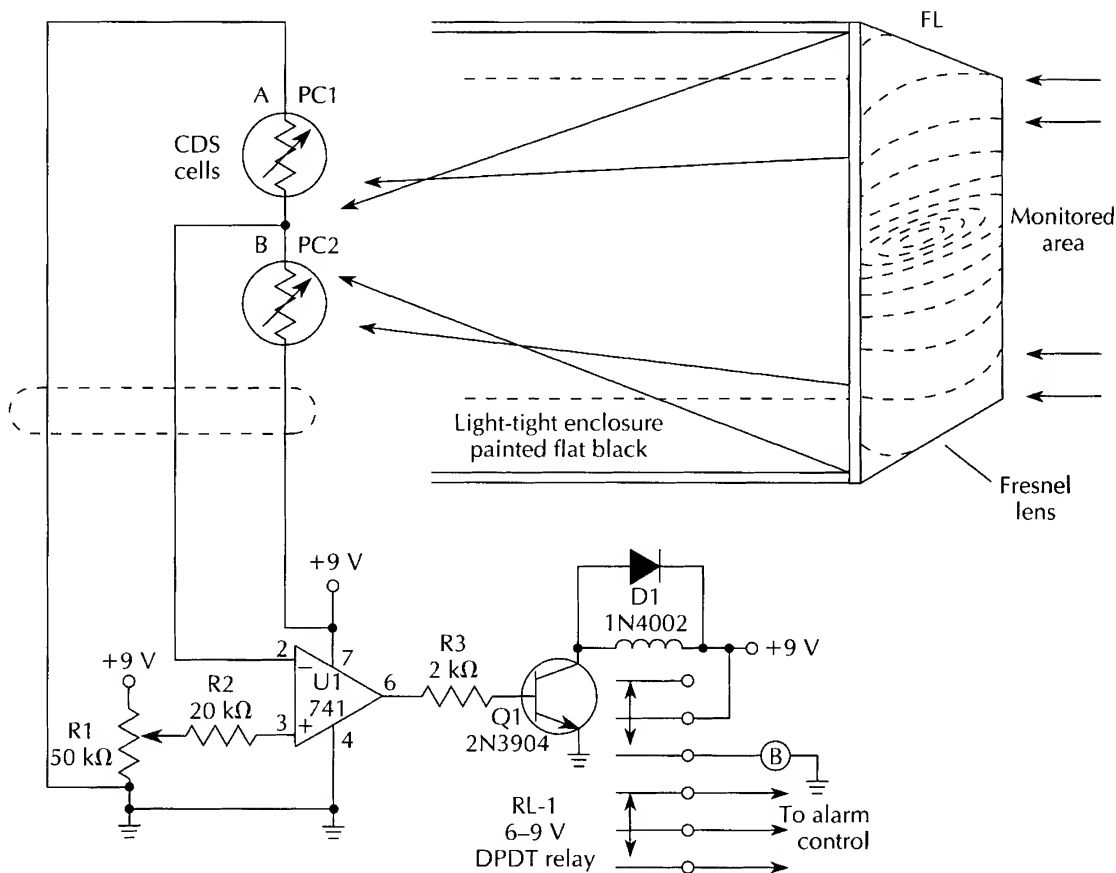 FL
A PC1
CDS
cells
B PC2
Monitored
area
Light-tight enclosure
painted flat black
Fresnel
lens
+9 V
D1
1N4002
+9 V
2
7
R3
2 kΩ
+9 V
R2
20 kΩ
−
U1
741
6
R1
50 kΩ
3
+
4
Q1
2N3904
B
RL-1
6–9 V
DPDT relay
To alarm
control